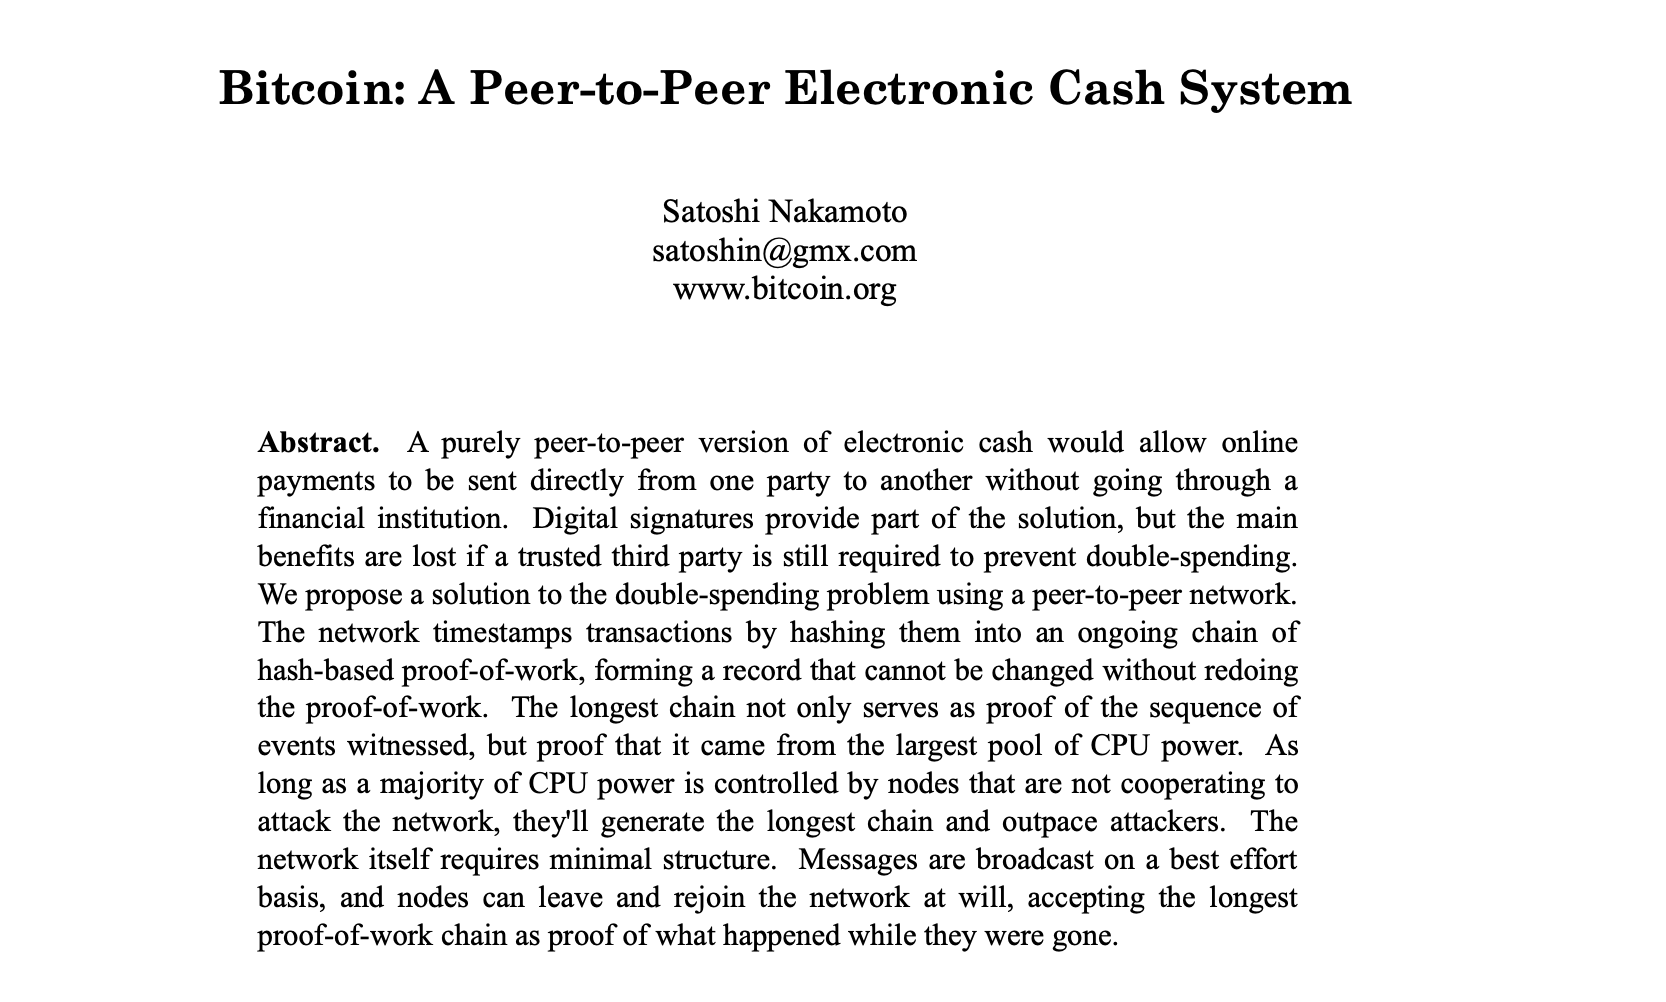 Bitcoin: A Peer-to-Peer Electronic Cash System
Satoshi Nakamoto
satoshin@gmx.com
www.bitcoin.org
Abstract. A purely peer-to-peer version of electronic cash would allow online
payments to be sent directly from one party to another without going through a
financial institution. Digital signatures provide part of the solution, but the main
benefits are lost if a trusted third party is still required to prevent double-spending.
We propose a solution to the double-spending problem using a peer-to-peer network.
The network timestamps transactions by hashing them into an ongoing chain of
hash-based proof-of-work, forming a record that cannot be changed without redoing
the proof-of-work. The longest chain not only serves as proof of the sequence of
events witnessed, but proof that it came from the largest pool of CPU power. As
long as a majority of CPU power is controlled by nodes that are not cooperating to
attack the network, they'll generate the longest chain and outpace attackers. The
network itself requires minimal structure. Messages are broadcast on a best effort
basis, and nodes can leave and rejoin the network at will, accepting the longest
proof-of-work chain as proof of what happened while they were gone.